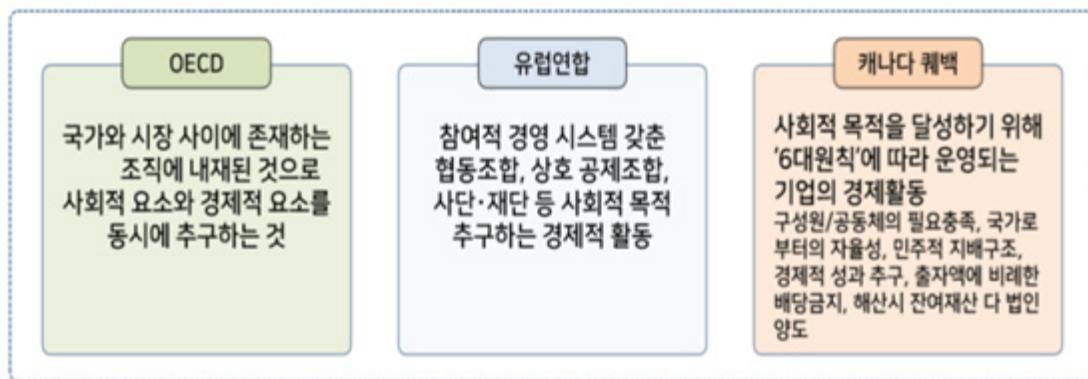 OECD
국가와 시장 사이에 존재하는
조직에 내재된 것으로
사회적 요소와 경제적 요소를
동시에 추구하는 것
유럽연합
참여적 경영 시스템 갖춘
협동조합, 상호 공제조합,
사단·재단 등 사회적 목적
추구하는 경제적 활동
캐나다 퀘백
사회적 목적을 달성하기 위해
'6대원칙'에 따라 운영되는
기업의 경제활동
구성원/공동체의 필요충족, 국가로
부터의 자율성, 민주적 지배구조,
경제적 성과 추구, 출자액에 비례한
배당금지, 해산시 잔여재산 다 법인
양도